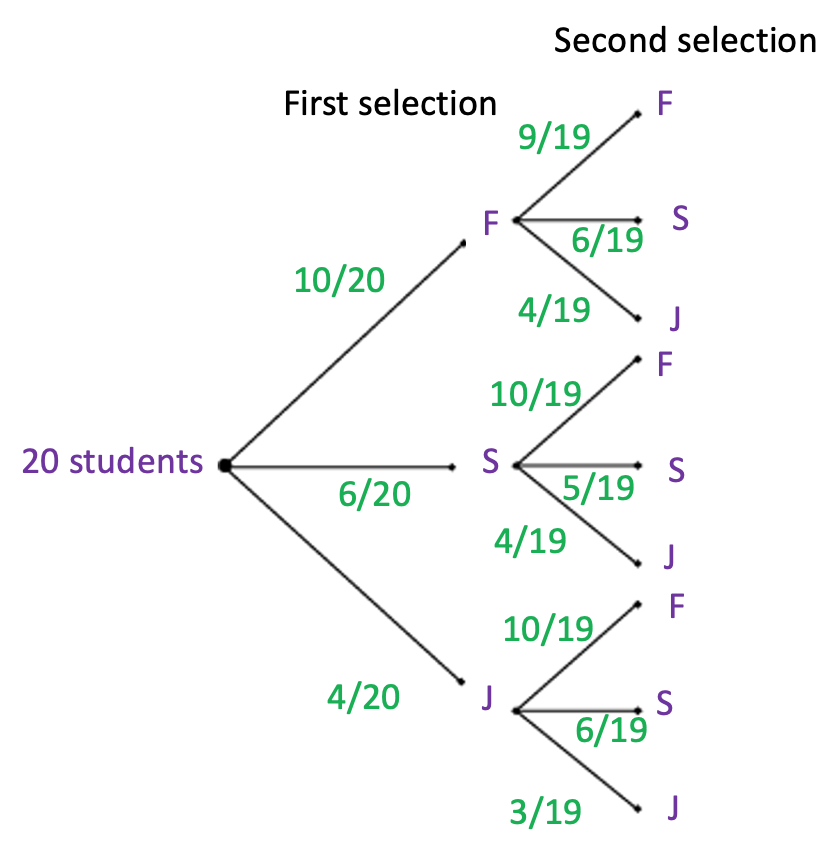 Second selection
First selection
F
9/19
F
S
6/19
10/20
4/19
J
F
10/19
20 students
S
S
6/20
5/19
4/19
J
F
10/19
4/20
J
S
6/19
3/19
J